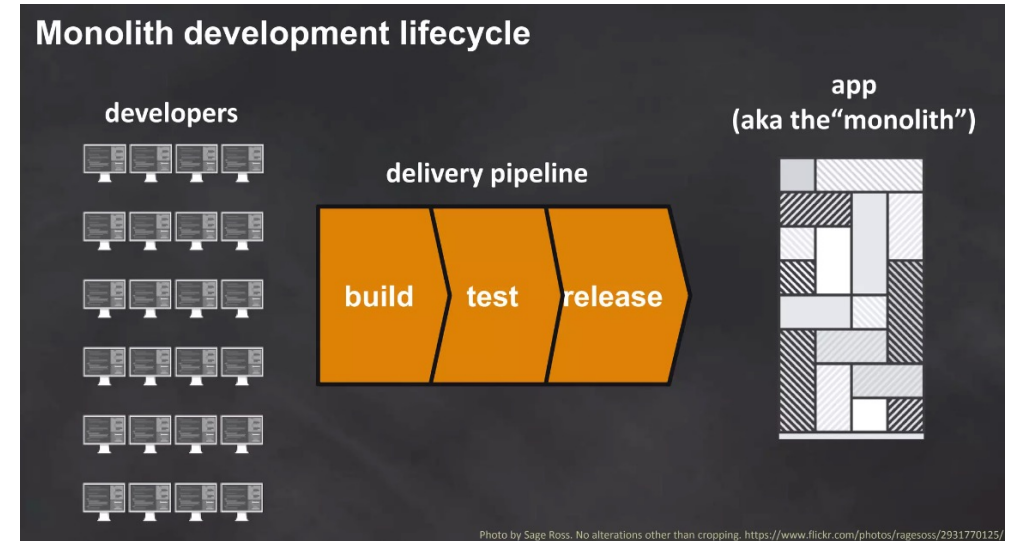 Monolith development lifecycle
developers
app
(aka the“monolith”)
delivery pipeline
build
test
release
Photo by Sage Ross. No alterations other than cropping. https://www.flickr.com/photos/ragesoss/2931770125/